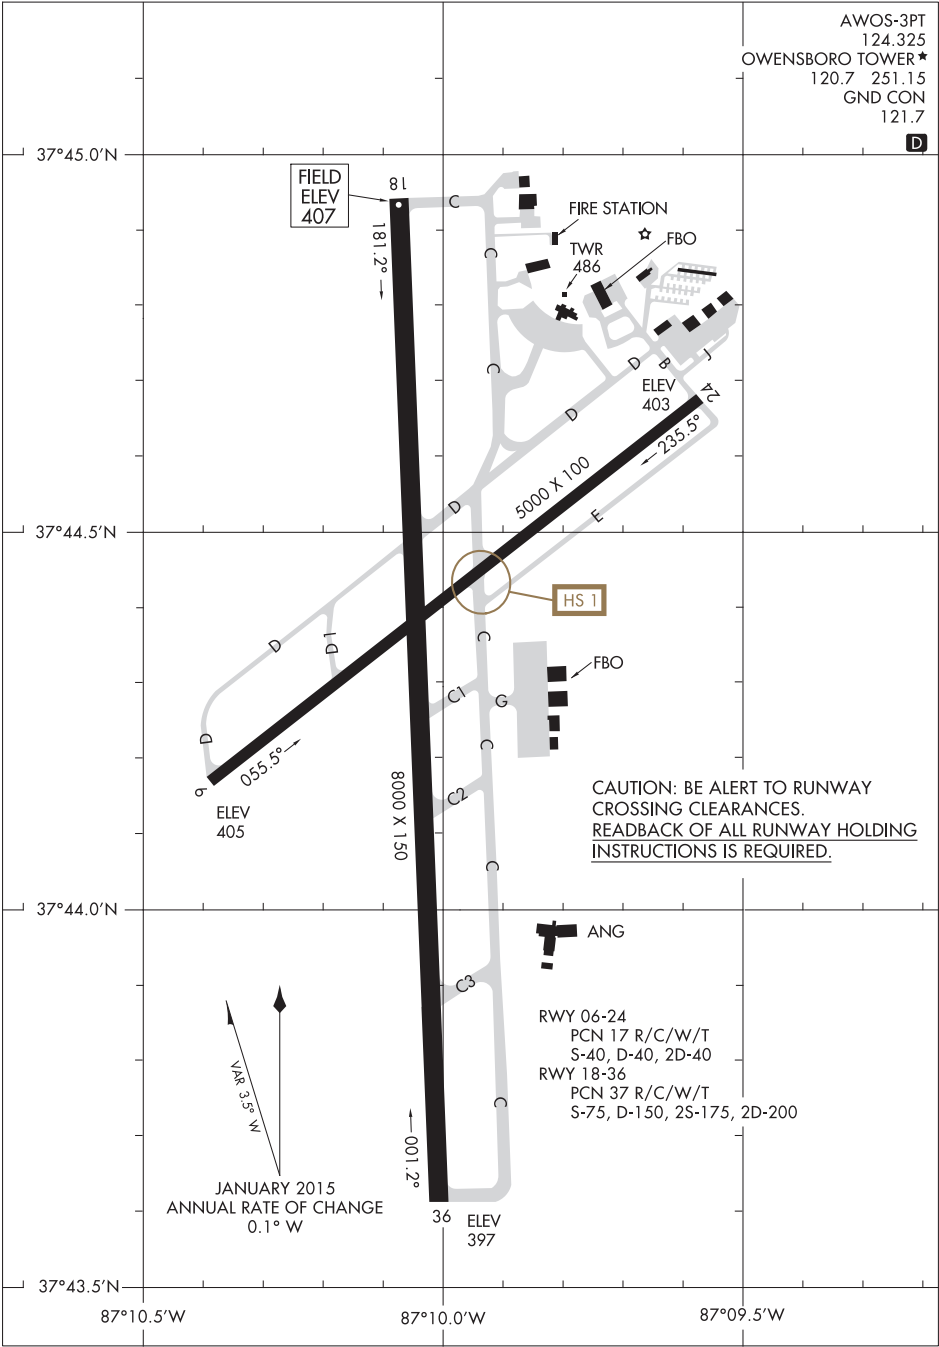 AWOS-3PT
124.325
OWENSBORO TOWER★
120.7 251.15
GND CON
121.7
D
37°45.0'N
FIELD
ELEV
407
18
C
FIRE STATION
FBO
TWR
486
181.2°
C
C
D
B
J
ELEV
403
24
D
235.5°
5000 X 100
D
E
37°44.5'N
HS 1
C
D
D1
FBO
C1
G
D
C
055.5°
6
ELEV
405
8000 X 150
C2
CAUTION: BE ALERT TO RUNWAY
CROSSING CLEARANCES.
READBACK OF ALL RUNWAY HOLDING
INSTRUCTIONS IS REQUIRED.
C
37°44.0'N
ANG
C3
RWY 06-24
PCN 17 R/C/W/T
S-40, D-40, 2D-40
RWY 18-36
PCN 37 R/C/W/T
S-75, D-150, 2S-175, 2D-200
VAR 3.5° W
C
001.2°
JANUARY 2015
ANNUAL RATE OF CHANGE
0.1° W
36
ELEV
397
37°43.5'N
87°10.5'W
87°10.0'W
87°09.5'W